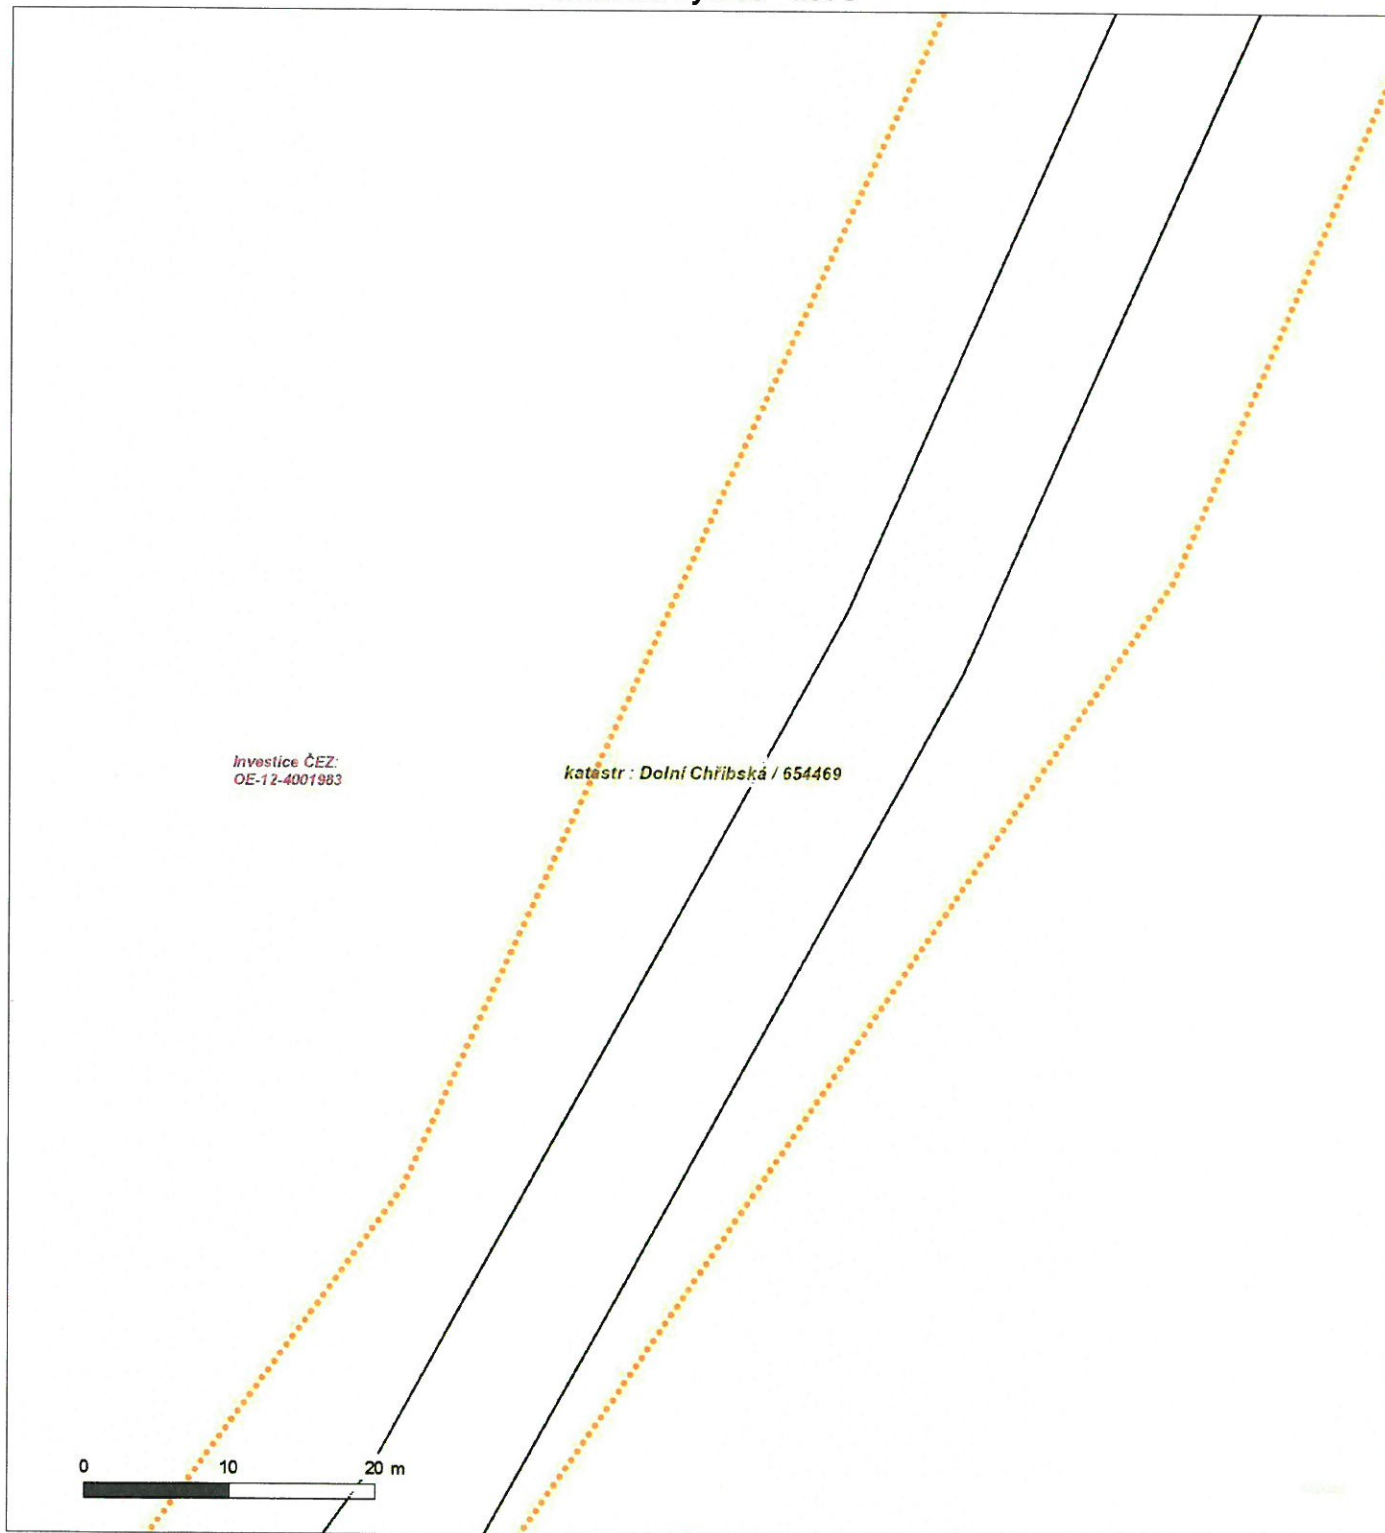 Investice ČEZ:
OE-12-4001983
katastr : Dolní Chřibská / 654469
0 10 20 m